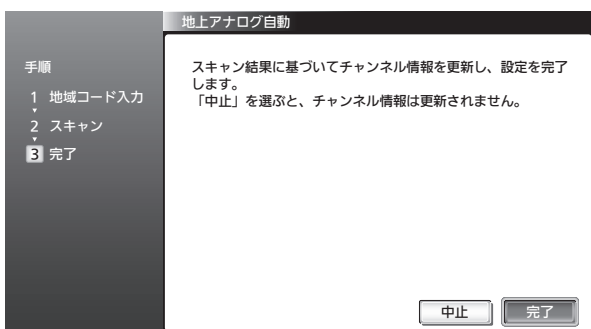 地上アナログ自動
手順
1 地域コード入力
2 スキャン
3 完了
スキャン結果に基づいてチャンネル情報を更新し、設定を完了
します。
「中止」を選ぶと、チャンネル情報は更新されません。
中止
完了